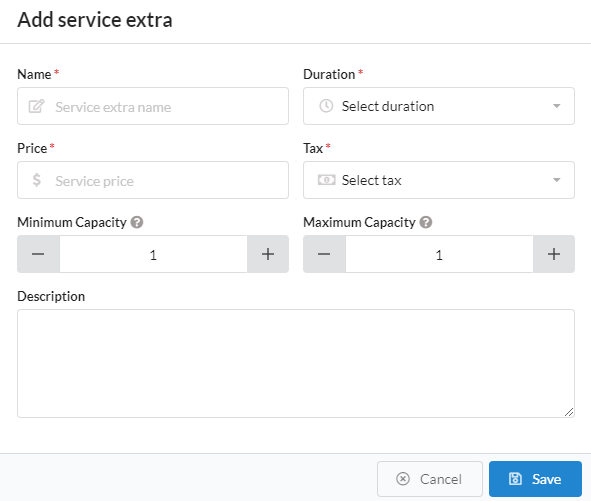 Add service extra
Name * Duration *
Service extra name Select duration
Price * Tax *
$ Service price Select tax
Minimum Capacity ? Maximum Capacity ?
− 1 + − 1 +
Description
Cancel Save